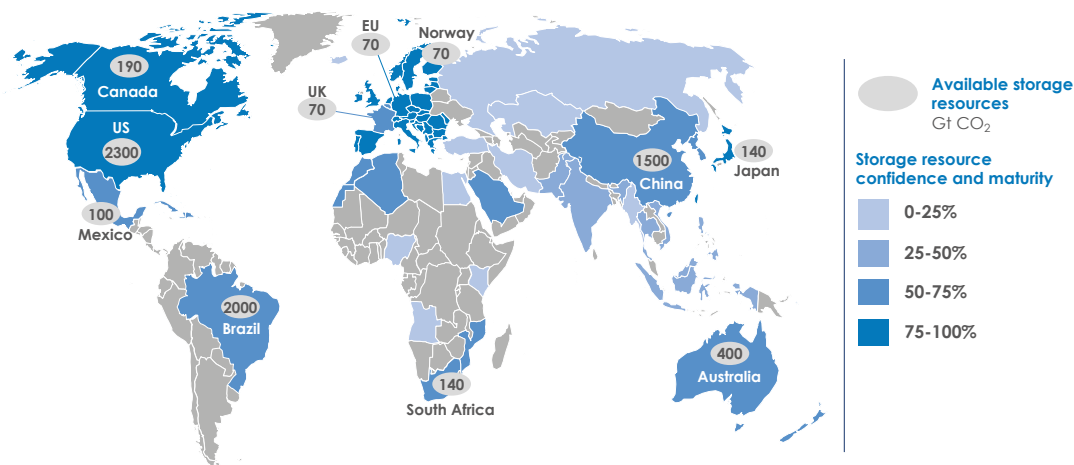 EU
70
Norway
70
190
Canada
UK
70
US
2300
140
Japan
1500
China
100
Mexico
2000
Brazil
400
Australia
140
South Africa
Available storage
resources
Gt CO₂
Storage resource
confidence and maturity
0-25%
25-50%
50-75%
75-100%